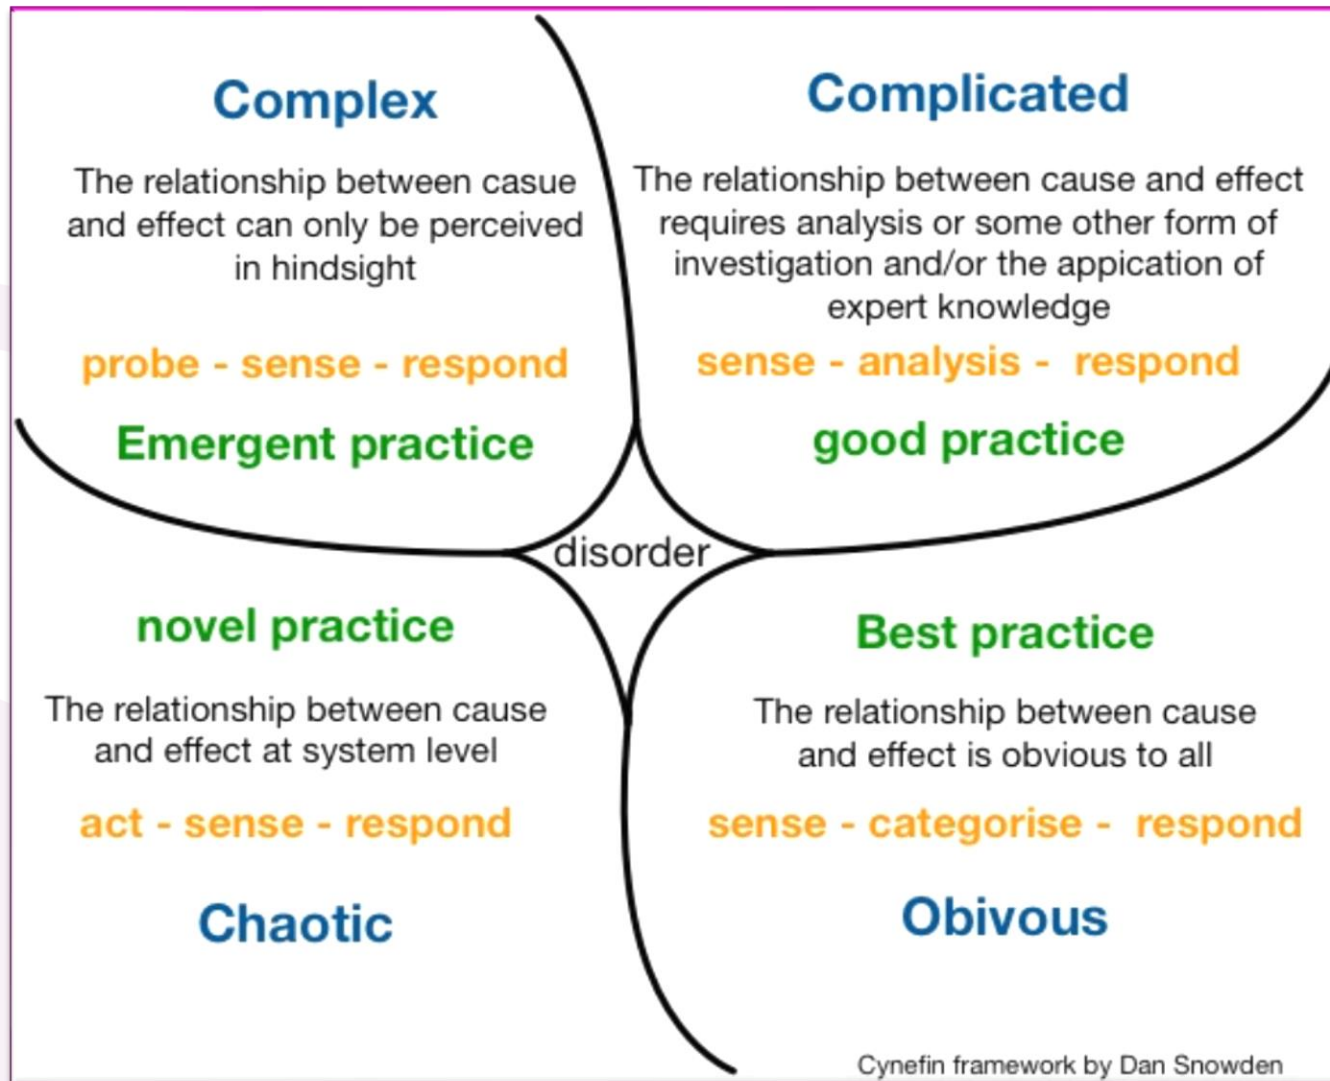 Complex
The relationship between casue
and effect can only be perceived
in hindsight
probe - sense - respond
Emergent practice
Complicated
The relationship between cause and effect
requires analysis or some other form of
investigation and/or the appication of
expert knowledge
sense - analysis - respond
good practice
disorder
novel practice
The relationship between cause
and effect at system level
act - sense - respond
Chaotic
Best practice
The relationship between cause
and effect is obvious to all
sense - categorise - respond
Obivous
Cynefin framework by Dan Snowden